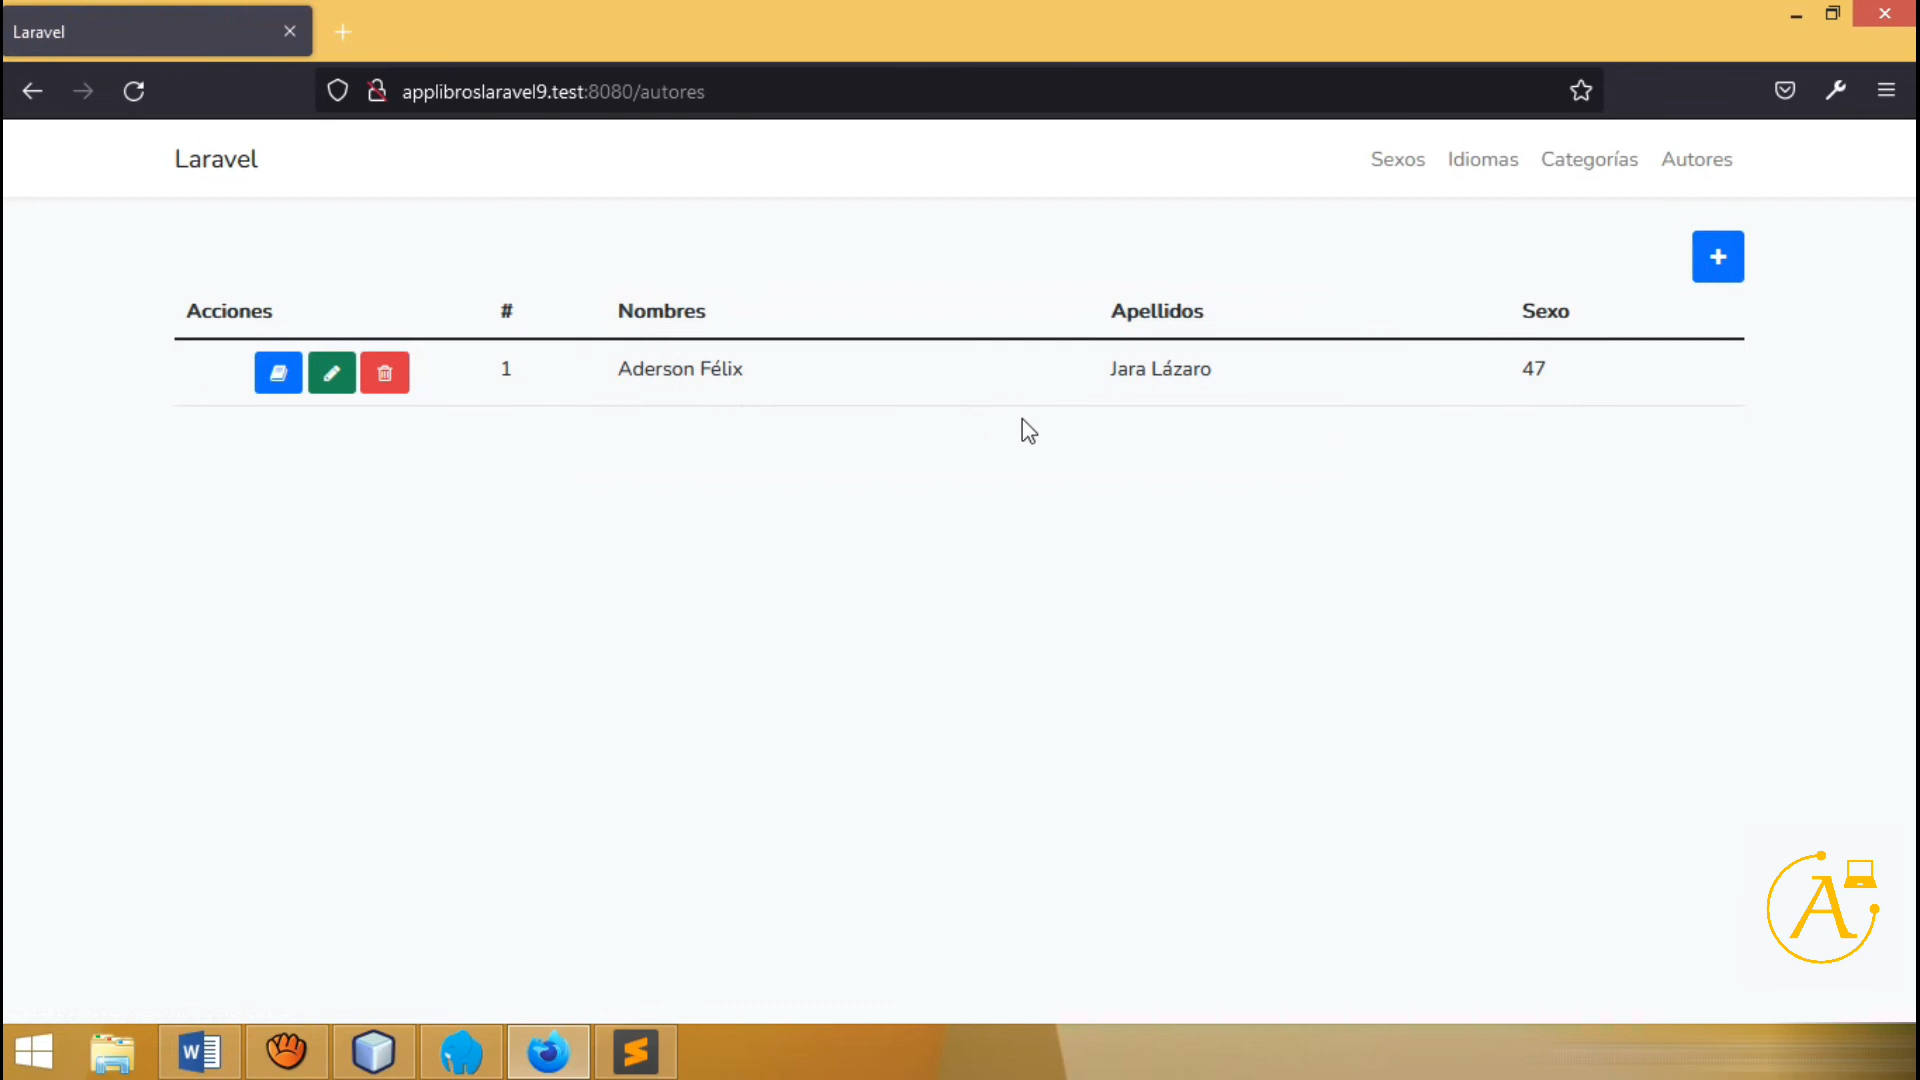 Laravel
applibroslaravel9.test:8080/autores
Laravel
Sexos Idiomas Categorías Autores
Acciones # Nombres Apellidos Sexo
1 Aderson Félix Jara Lázaro 47
A
W